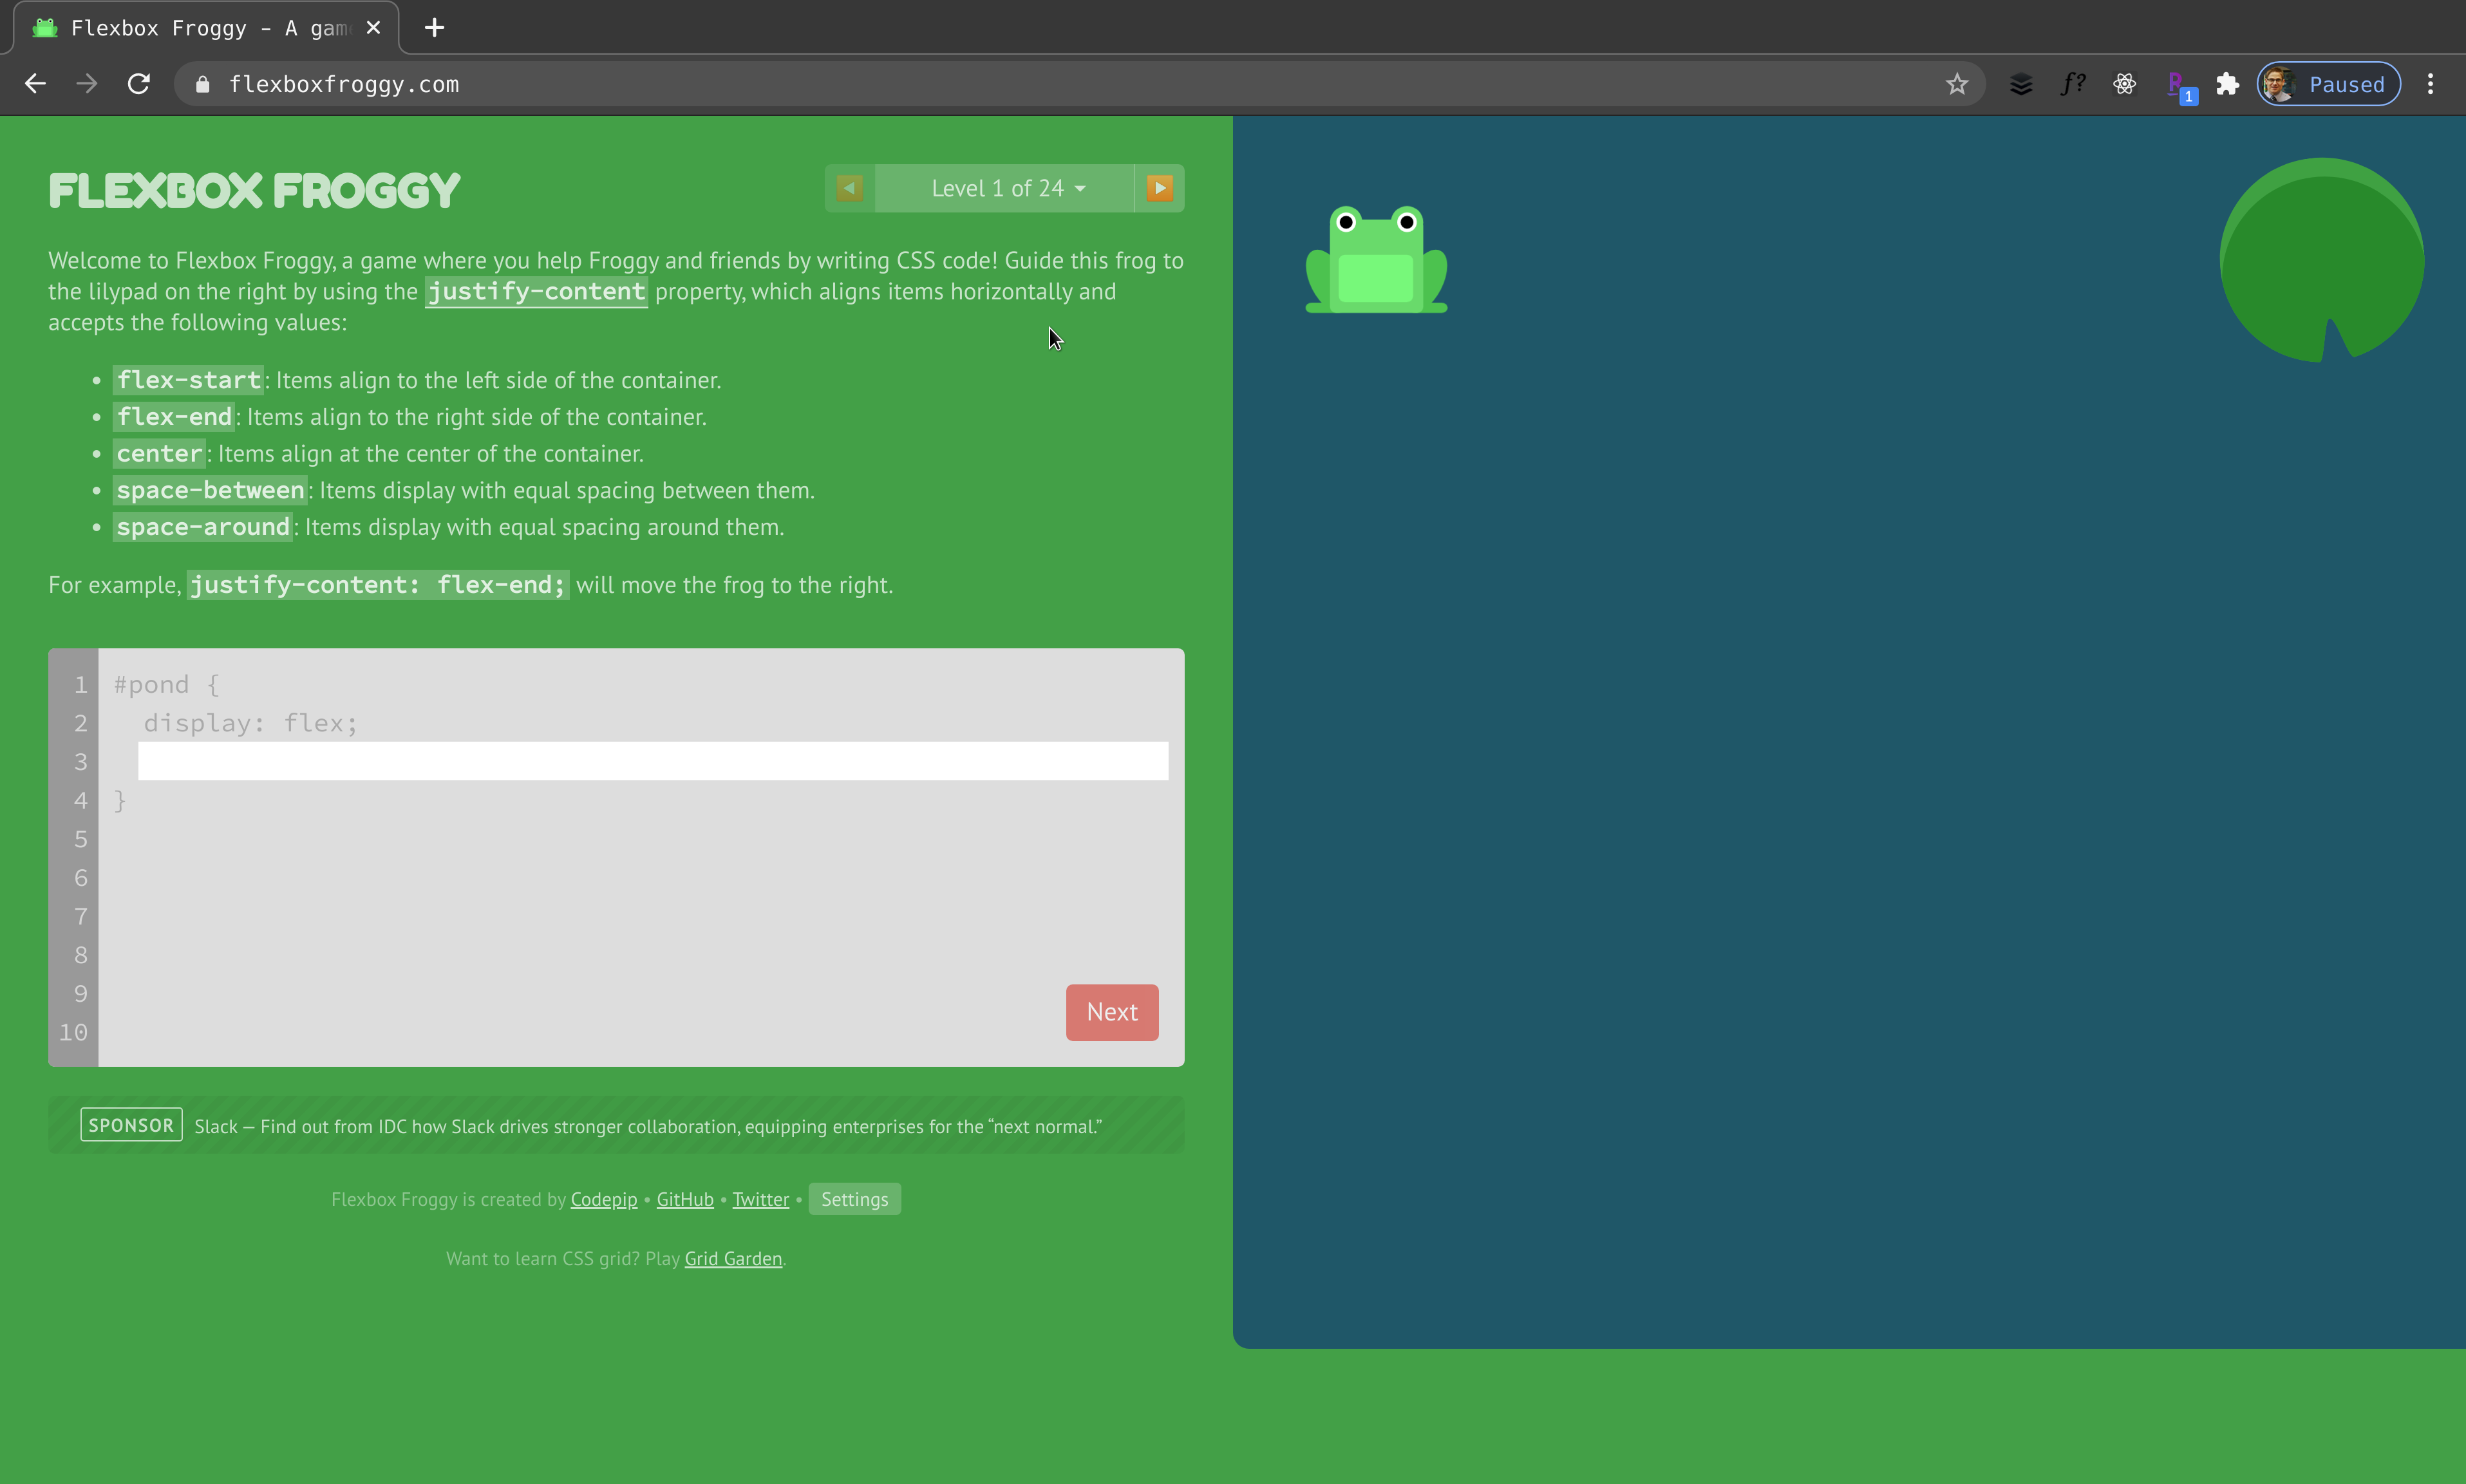 Flexbox Froggy - A gam
flexboxfroggy.com
f?
1
Paused
FLEXBOX FROGGY
Level 1 of 24
Welcome to Flexbox Froggy, a game where you help Froggy and friends by writing CSS code! Guide this frog to
the lilypad on the right by using the justify-content property, which aligns items horizontally and
accepts the following values:
• flex-start: Items align to the left side of the container.
• flex-end: Items align to the right side of the container.
• center: Items align at the center of the container.
• space-between: Items display with equal spacing between them.
• space-around: Items display with equal spacing around them.
For example, justify-content: flex-end; will move the frog to the right.
1 #pond {
2 display: flex;
3
4 }
5
6
7
8
9
10
Next
SPONSOR Slack — Find out from IDC how Slack drives stronger collaboration, equipping enterprises for the “next normal.”
Flexbox Froggy is created by Codepip • GitHub • Twitter • Settings
Want to learn CSS grid? Play Grid Garden.